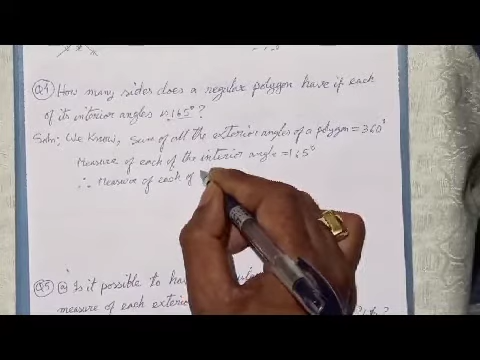 Q4 How many sides does a regular polygon have if each
of its interior angles is 165°?
Soln: We Know, Sum of all the exterior angles of a polygon = 360°
Measure of each of the interior angle = 165°
∴ Measure of each of
Q5 (a) Is it possible to have
measure of each exterior